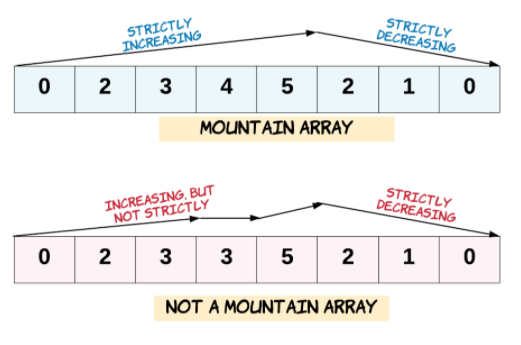 STRICTLY
INCREASING
STRICTLY
DECREASING
0 2 3 4 5 2 1 0
MOUNTAIN ARRAY
INCREASING, BUT
NOT STRICTLY
STRICTLY
DECREASING
0 2 3 3 5 2 1 0
NOT A MOUNTAIN ARRAY